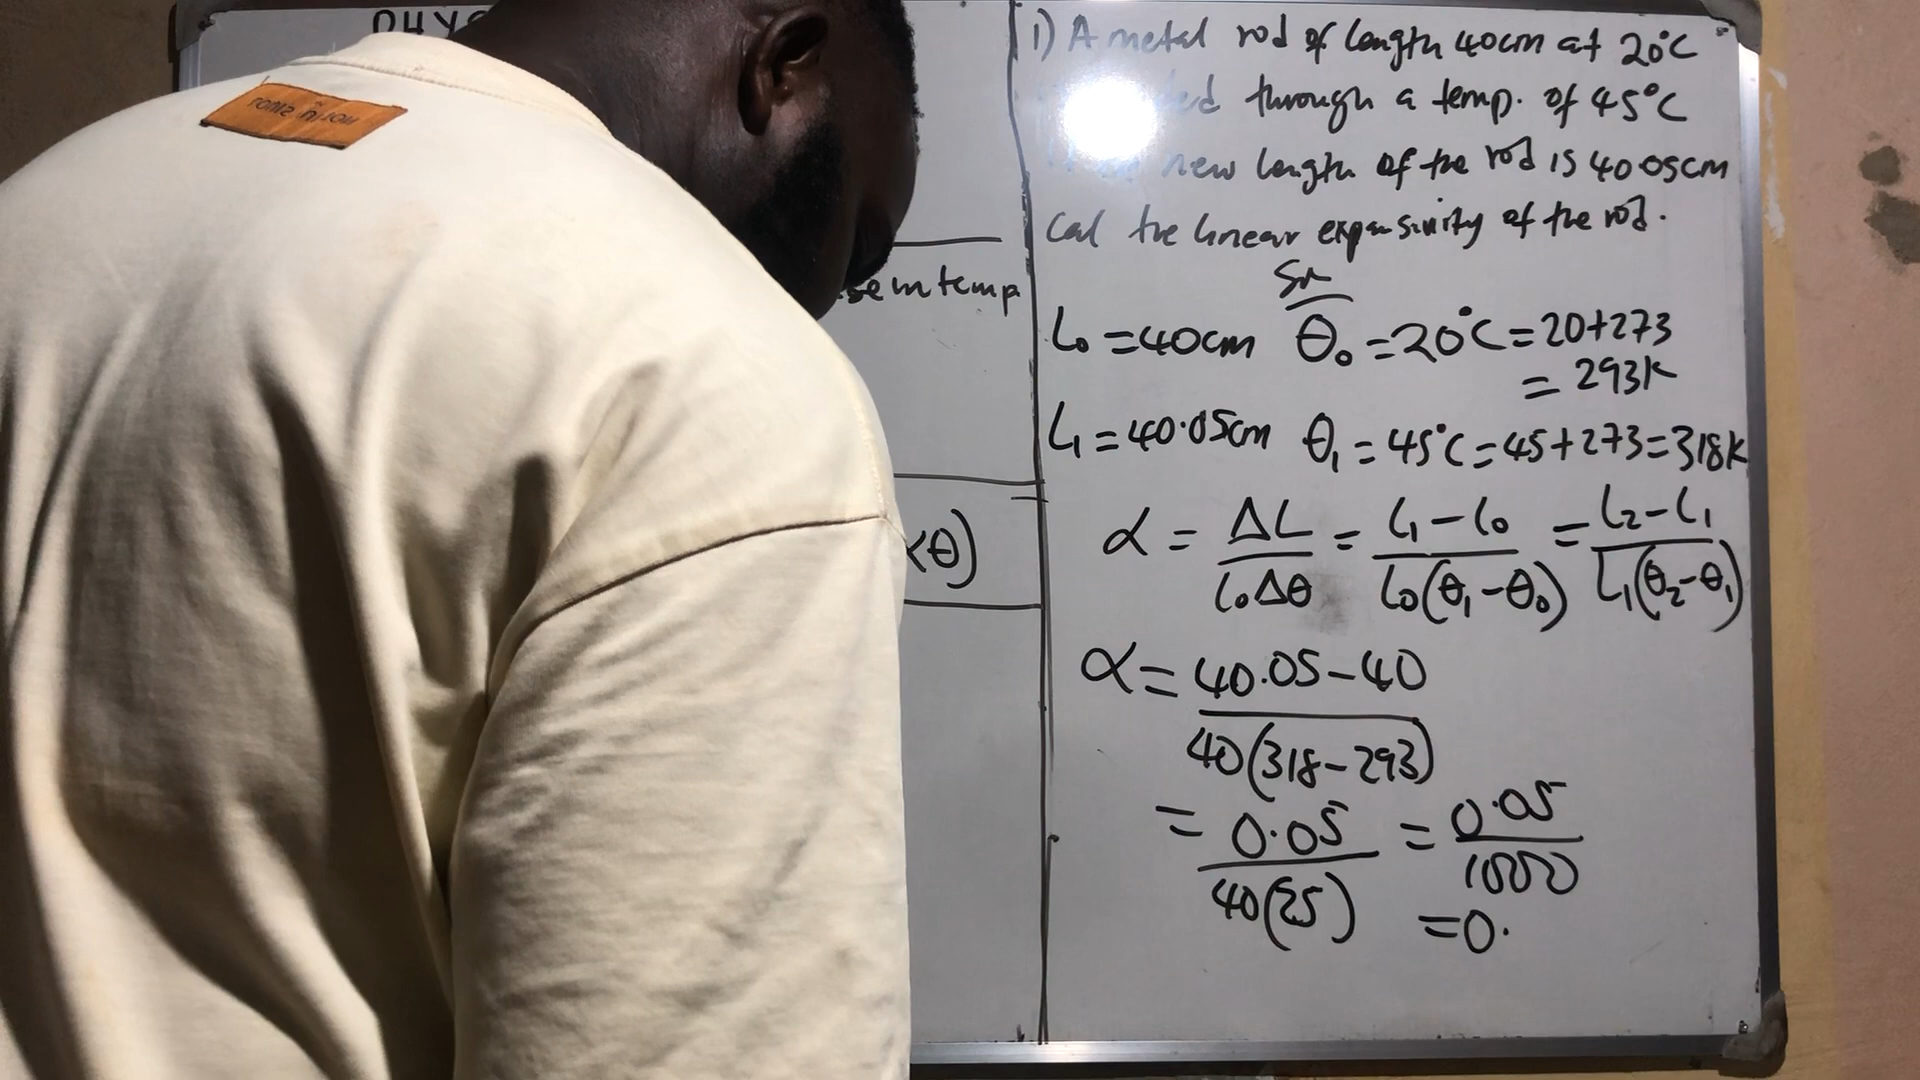 1) A metal rod of length 40cm at 20°C
through a temp. of 45°C
new length of the rod is 40.05cm
Cal the linear expansivity of the rod.
Sn
L₀ = 40cm θ₀ = 20°C = 20+273
= 293K
L₁ = 40.05cm θ₁ = 45°C = 45+273 = 318K
α = ΔL / L₀Δθ = L₁ - L₀ / L₀(θ₁ - θ₀) = L₂ - L₁ / L₁(θ₂ - θ₁)
α = 40.05 - 40 / 40(318 - 293)
= 0.05 / 40(25) = 0.05 / 1000
= 0.
in temp
θ)